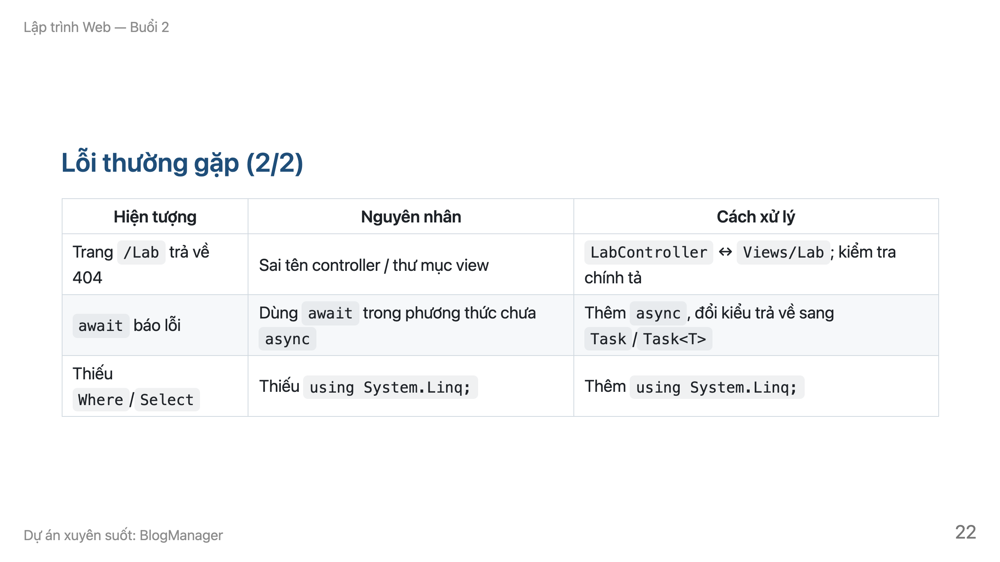 Lập trình Web — Buổi 2
Lỗi thường gặp (2/2)
Hiện tượng
Nguyên nhân
Cách xử lý
Trang /Lab trả về
404
Sai tên controller / thư mục view
LabController ↔ Views/Lab; kiểm tra
chính tả
await báo lỗi
Dùng await trong phương thức chưa
async
Thêm async, đổi kiểu trả về sang
Task/Task<T>
Thiếu
Where/Select
Thiếu using System.Linq;
Thêm using System.Linq;
Dự án xuyên suốt: BlogManager
22